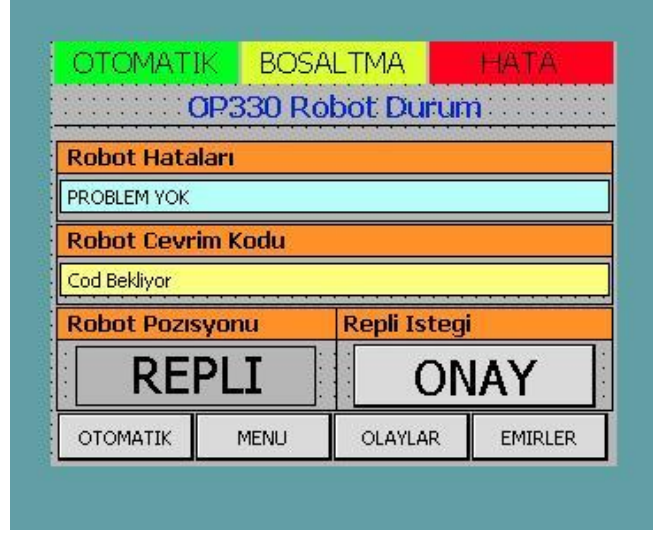 OTOMATIK BOSALTMA HATA
OP330 Robot Durum
Robot Hataları
PROBLEM YOK
Robot Cevrim Kodu
Cod Bekliyor
Robot Pozısyonu Repli Istegi
REPLI ONAY
OTOMATIK MENU OLAYLAR EMIRLER